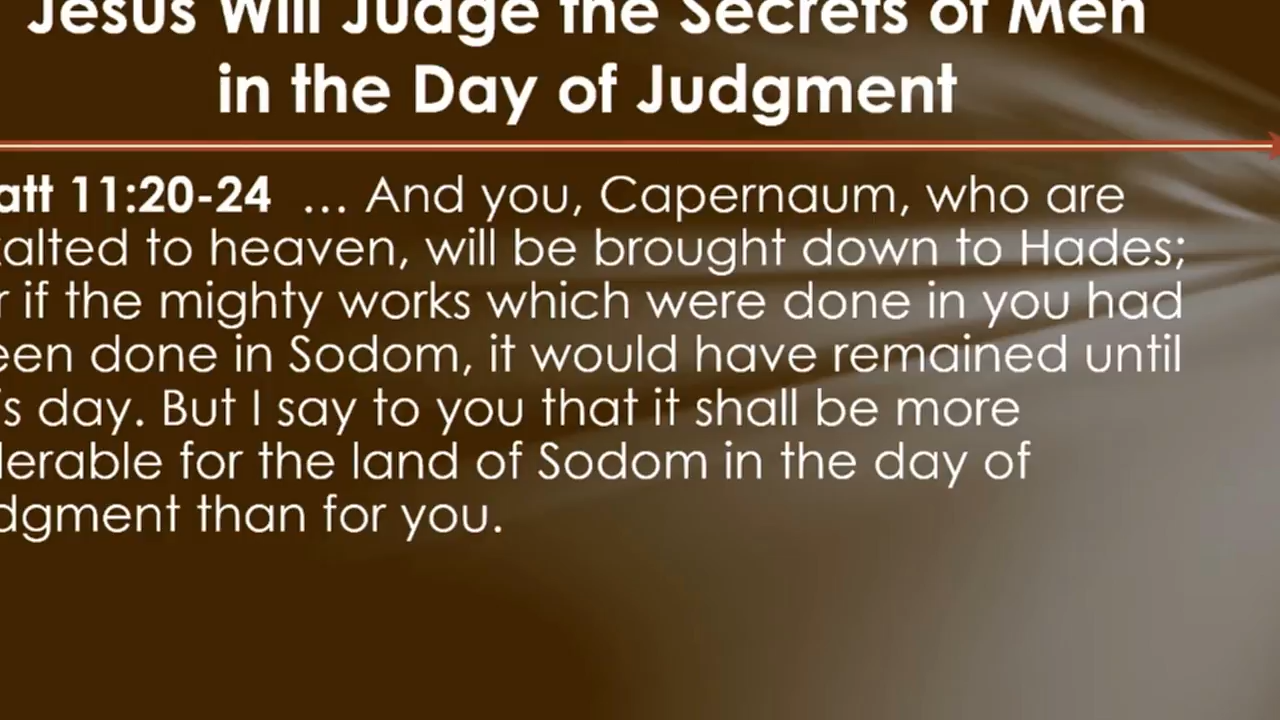 Jesus Will Judge the Secrets of Men
in the Day of Judgment
att 11:20-24 ... And you, Capernaum, who are
xalted to heaven, will be brought down to Hades;
r if the mighty works which were done in you had
een done in Sodom, it would have remained until
is day. But I say to you that it shall be more
lerable for the land of Sodom in the day of
dgment than for you.